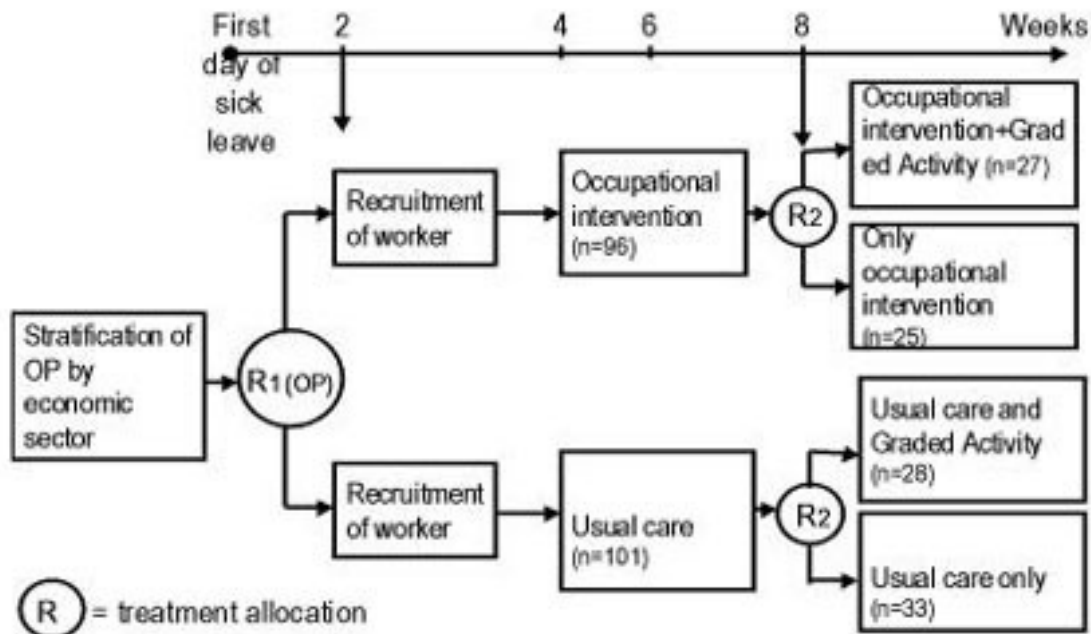 First 2 4 6 8 Weeks
day of
sick
leave
Occupational
intervention+Grad
ed Activity (n=27)
Recruitment
of worker
Occupational
intervention
(n=96)
R2
Only
occupational
intervention
(n=25)
Stratification of
OP by
economic
sector
R1 (OP)
Usual care and
Graded Activity
(n=28)
Recruitment
of worker
Usual care
(n=101)
R2
Usual care only
(n=33)
R = treatment allocation